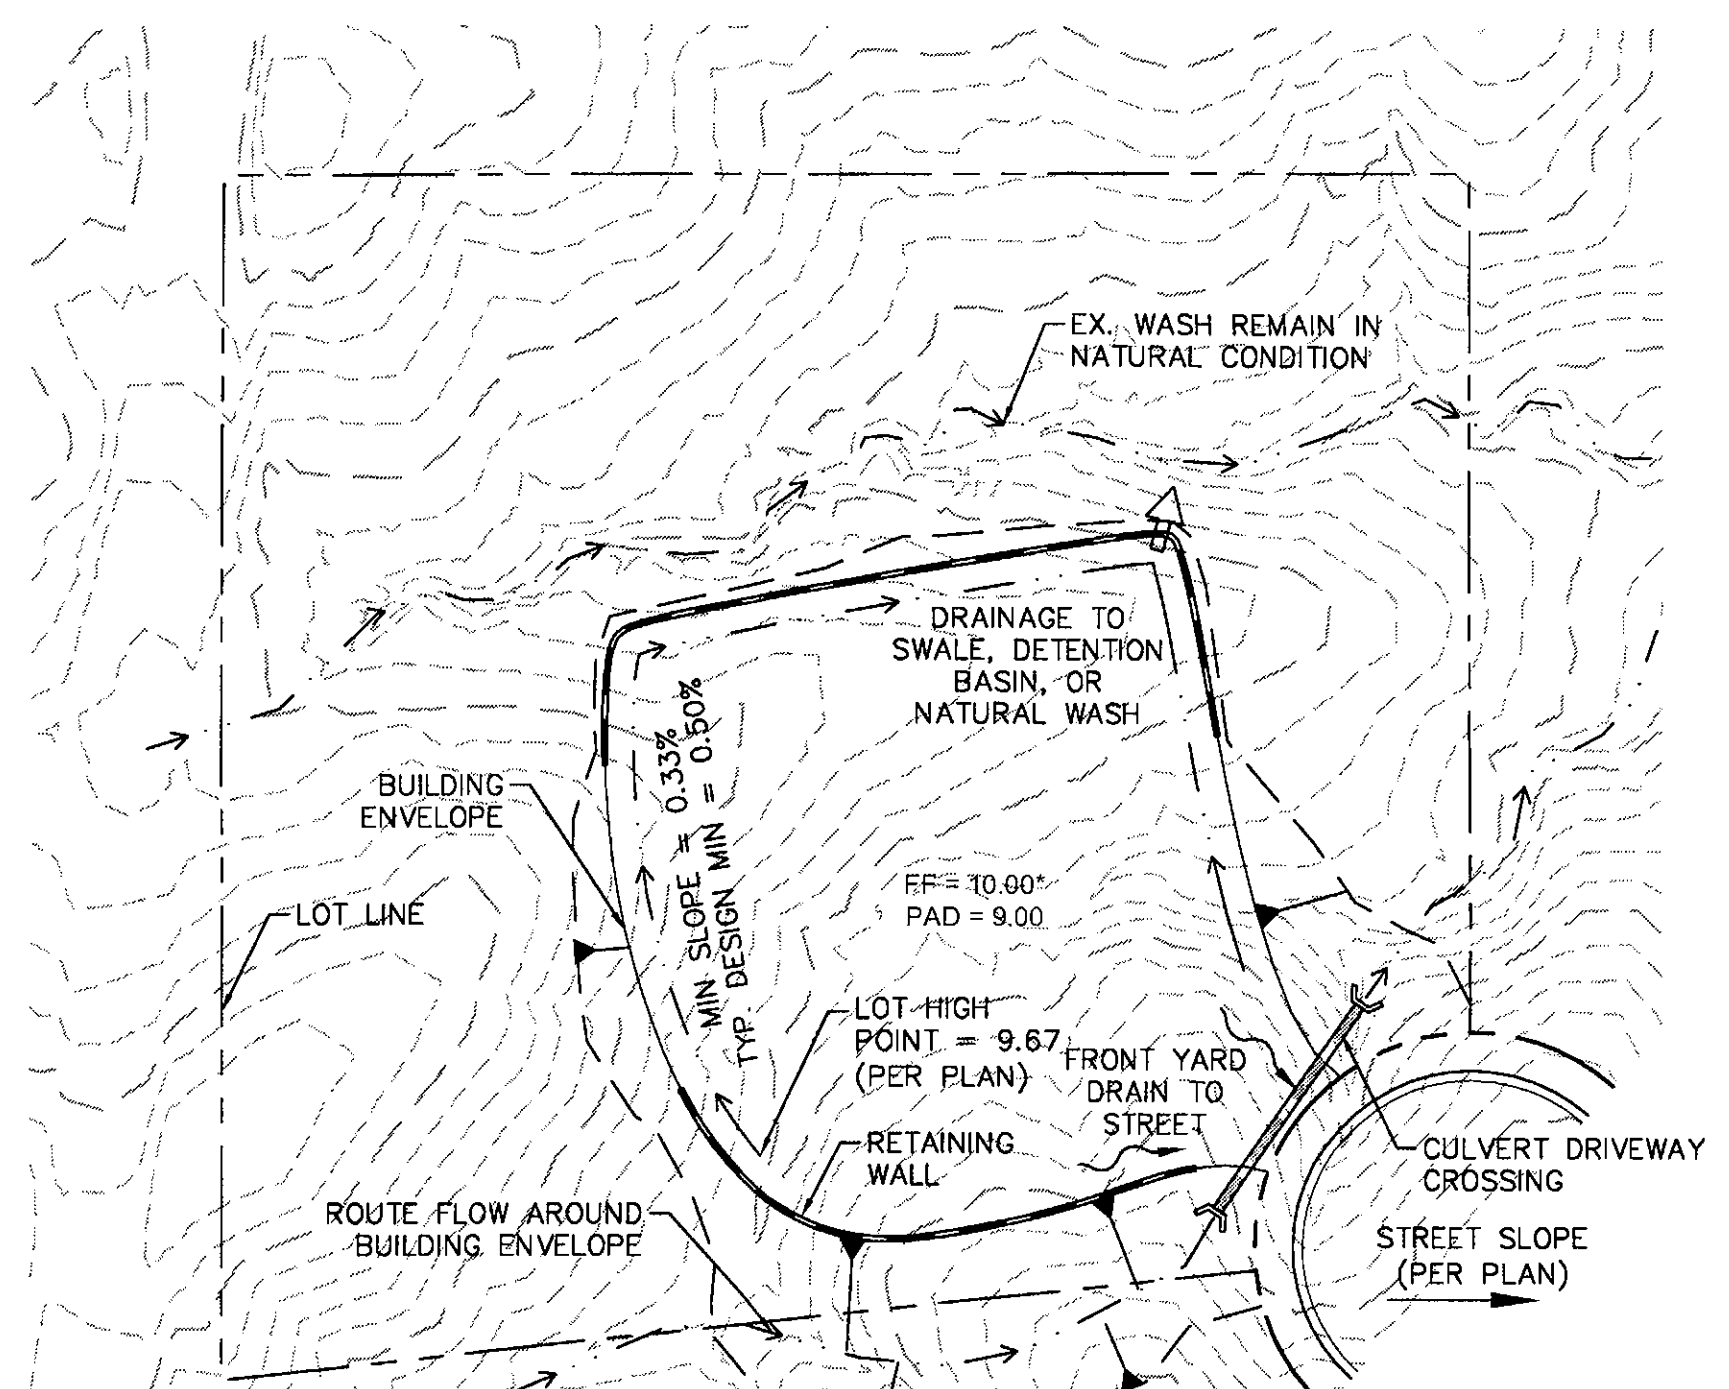 EX. WASH REMAIN IN
NATURAL CONDITION
DRAINAGE TO
SWALE, DETENTION
BASIN, OR
NATURAL WASH
MIN SLOPE = 0.33%
TYP. DESIGN MIN = 0.50%
BUILDING
ENVELOPE
FF = 10.00*
PAD = 9.00
LOT LINE
LOT HIGH
POINT = 9.67
(PER PLAN)
FRONT YARD
DRAIN TO
STREET
RETAINING
WALL
CULVERT DRIVEWAY
CROSSING
ROUTE FLOW AROUND
BUILDING ENVELOPE
STREET SLOPE
(PER PLAN)